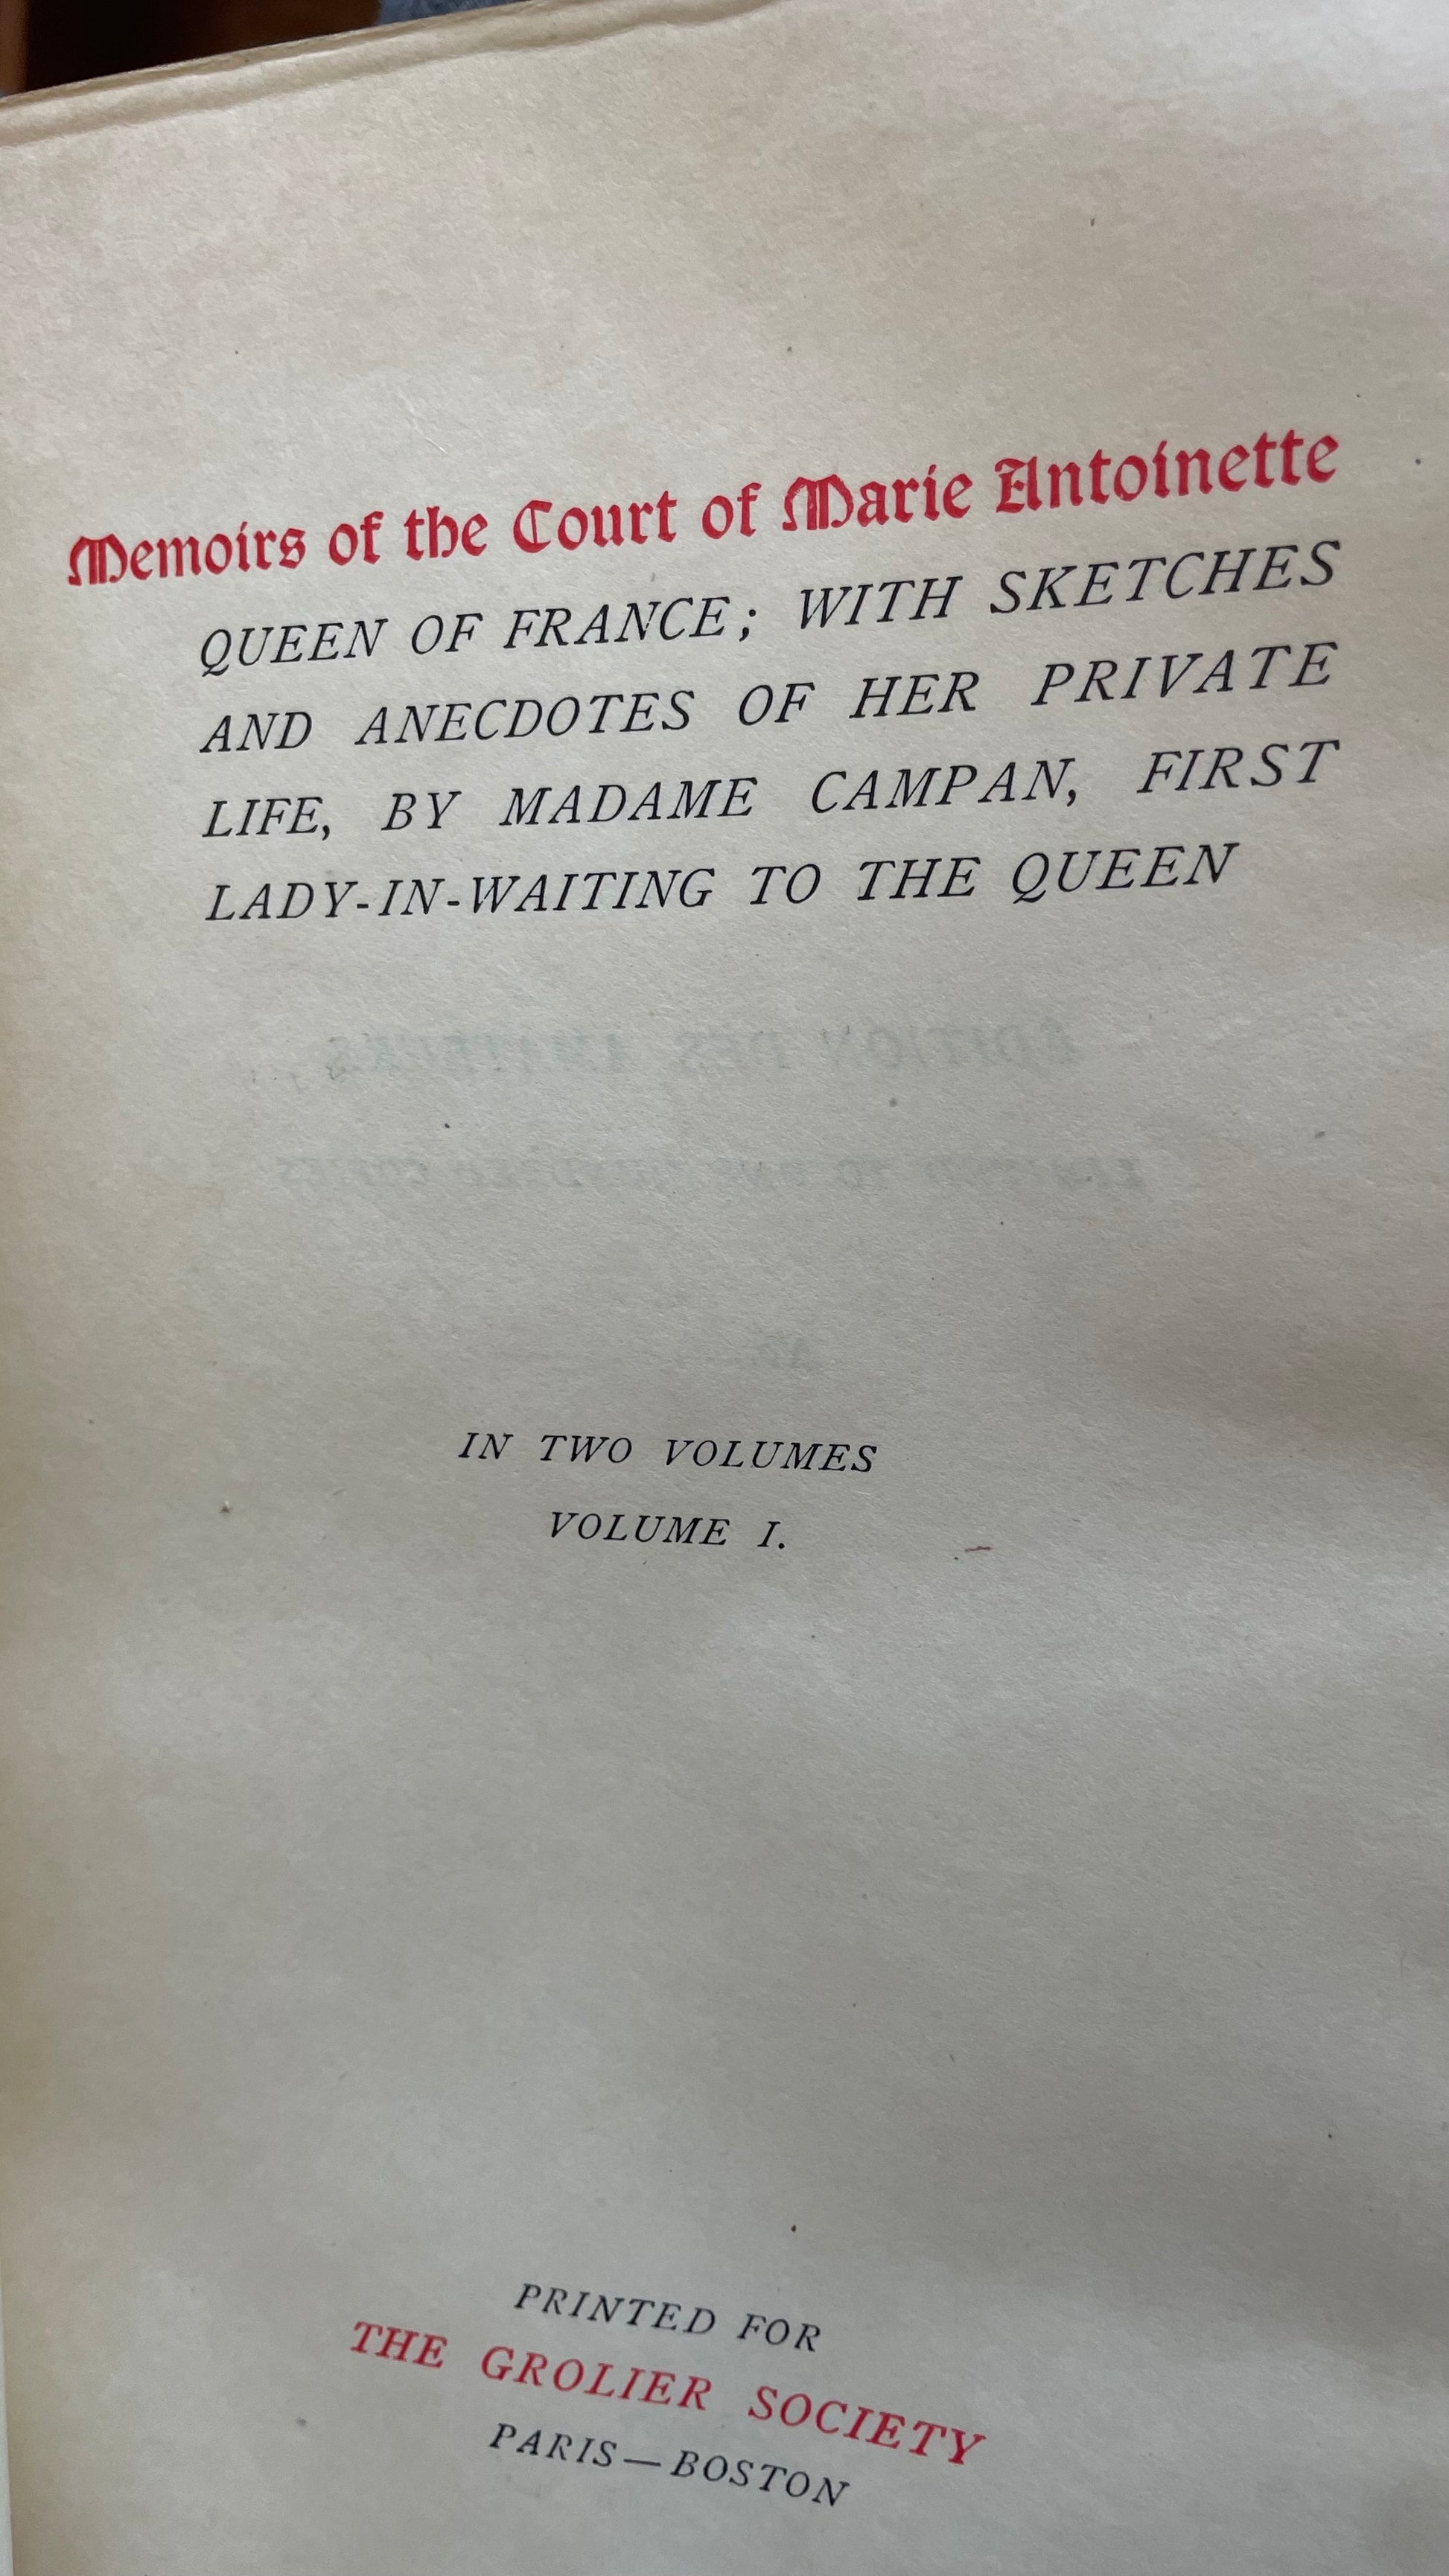 Memoirs of the Court of Marie Antoinette
QUEEN OF FRANCE; WITH SKETCHES
AND ANECDOTES OF HER PRIVATE
LIFE, BY MADAME CAMPAN, FIRST
LADY-IN-WAITING TO THE QUEEN
IN TWO VOLUMES
VOLUME I.
PRINTED FOR
THE GROLIER SOCIETY
PARIS—BOSTON